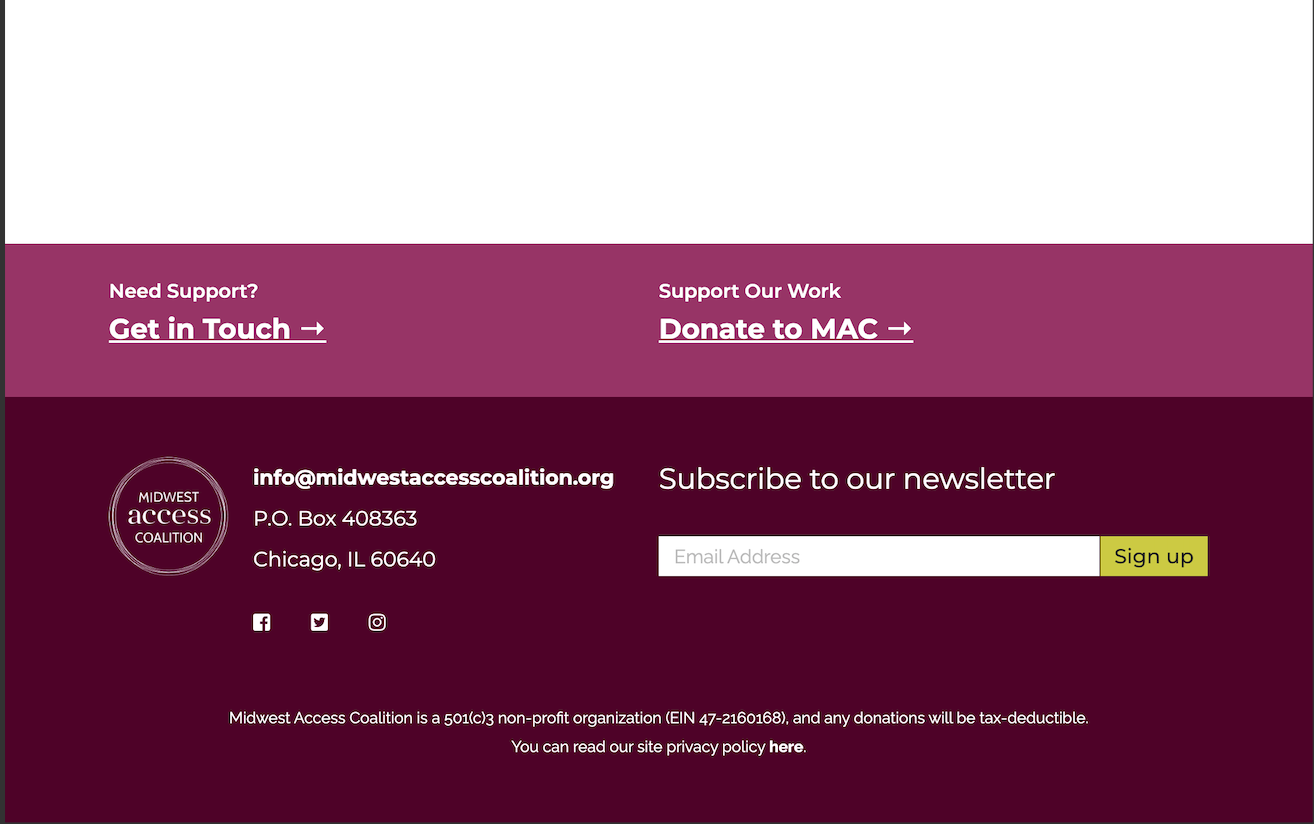 Need Support?
Get in Touch →
Support Our Work
Donate to MAC →
MIDWEST
access
COALITION
info@midwestaccesscoalition.org
P.O. Box 408363
Chicago, IL 60640
Subscribe to our newsletter
Email Address
Sign up
Midwest Access Coalition is a 501(c)3 non-profit organization (EIN 47-2160168), and any donations will be tax-deductible.
You can read our site privacy policy here.